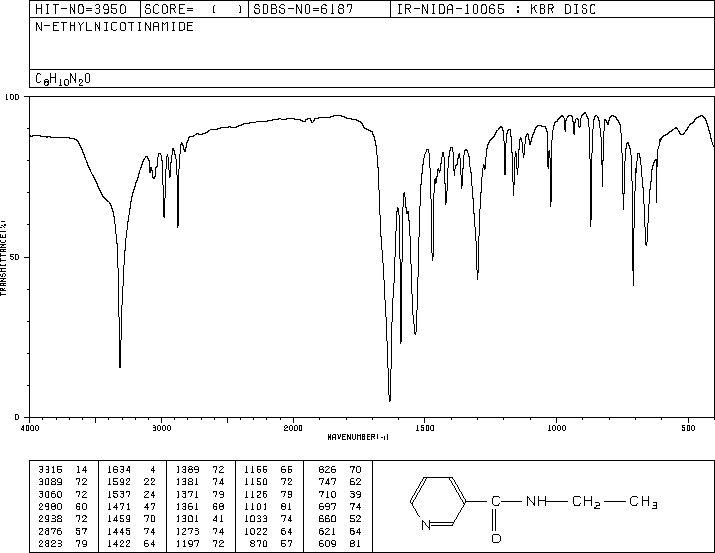 HIT-NO=3950 SCORE= ( ) SDBS-NO=6187 IR-NIDA-10065 : KBR DISC
N-ETHYLNICOTINAMIDE
C8H10N2O
100
TRANSMITTANCE(%)
50
0
4000 3000 2000 1500 1000 500
WAVENUMBER(-1)
3315 14 1634 4 1389 72 1166 66 826 70
3089 72 1592 22 1381 74 1150 72 747 62
3060 72 1537 24 1371 79 1126 79 710 39
2980 60 1471 47 1361 68 1101 81 697 74
2938 72 1459 70 1301 41 1033 74 660 52
2876 57 1445 74 1273 74 1022 64 621 64
2823 79 1422 64 1197 72 870 57 609 81
C NH CH2 CH3
N O